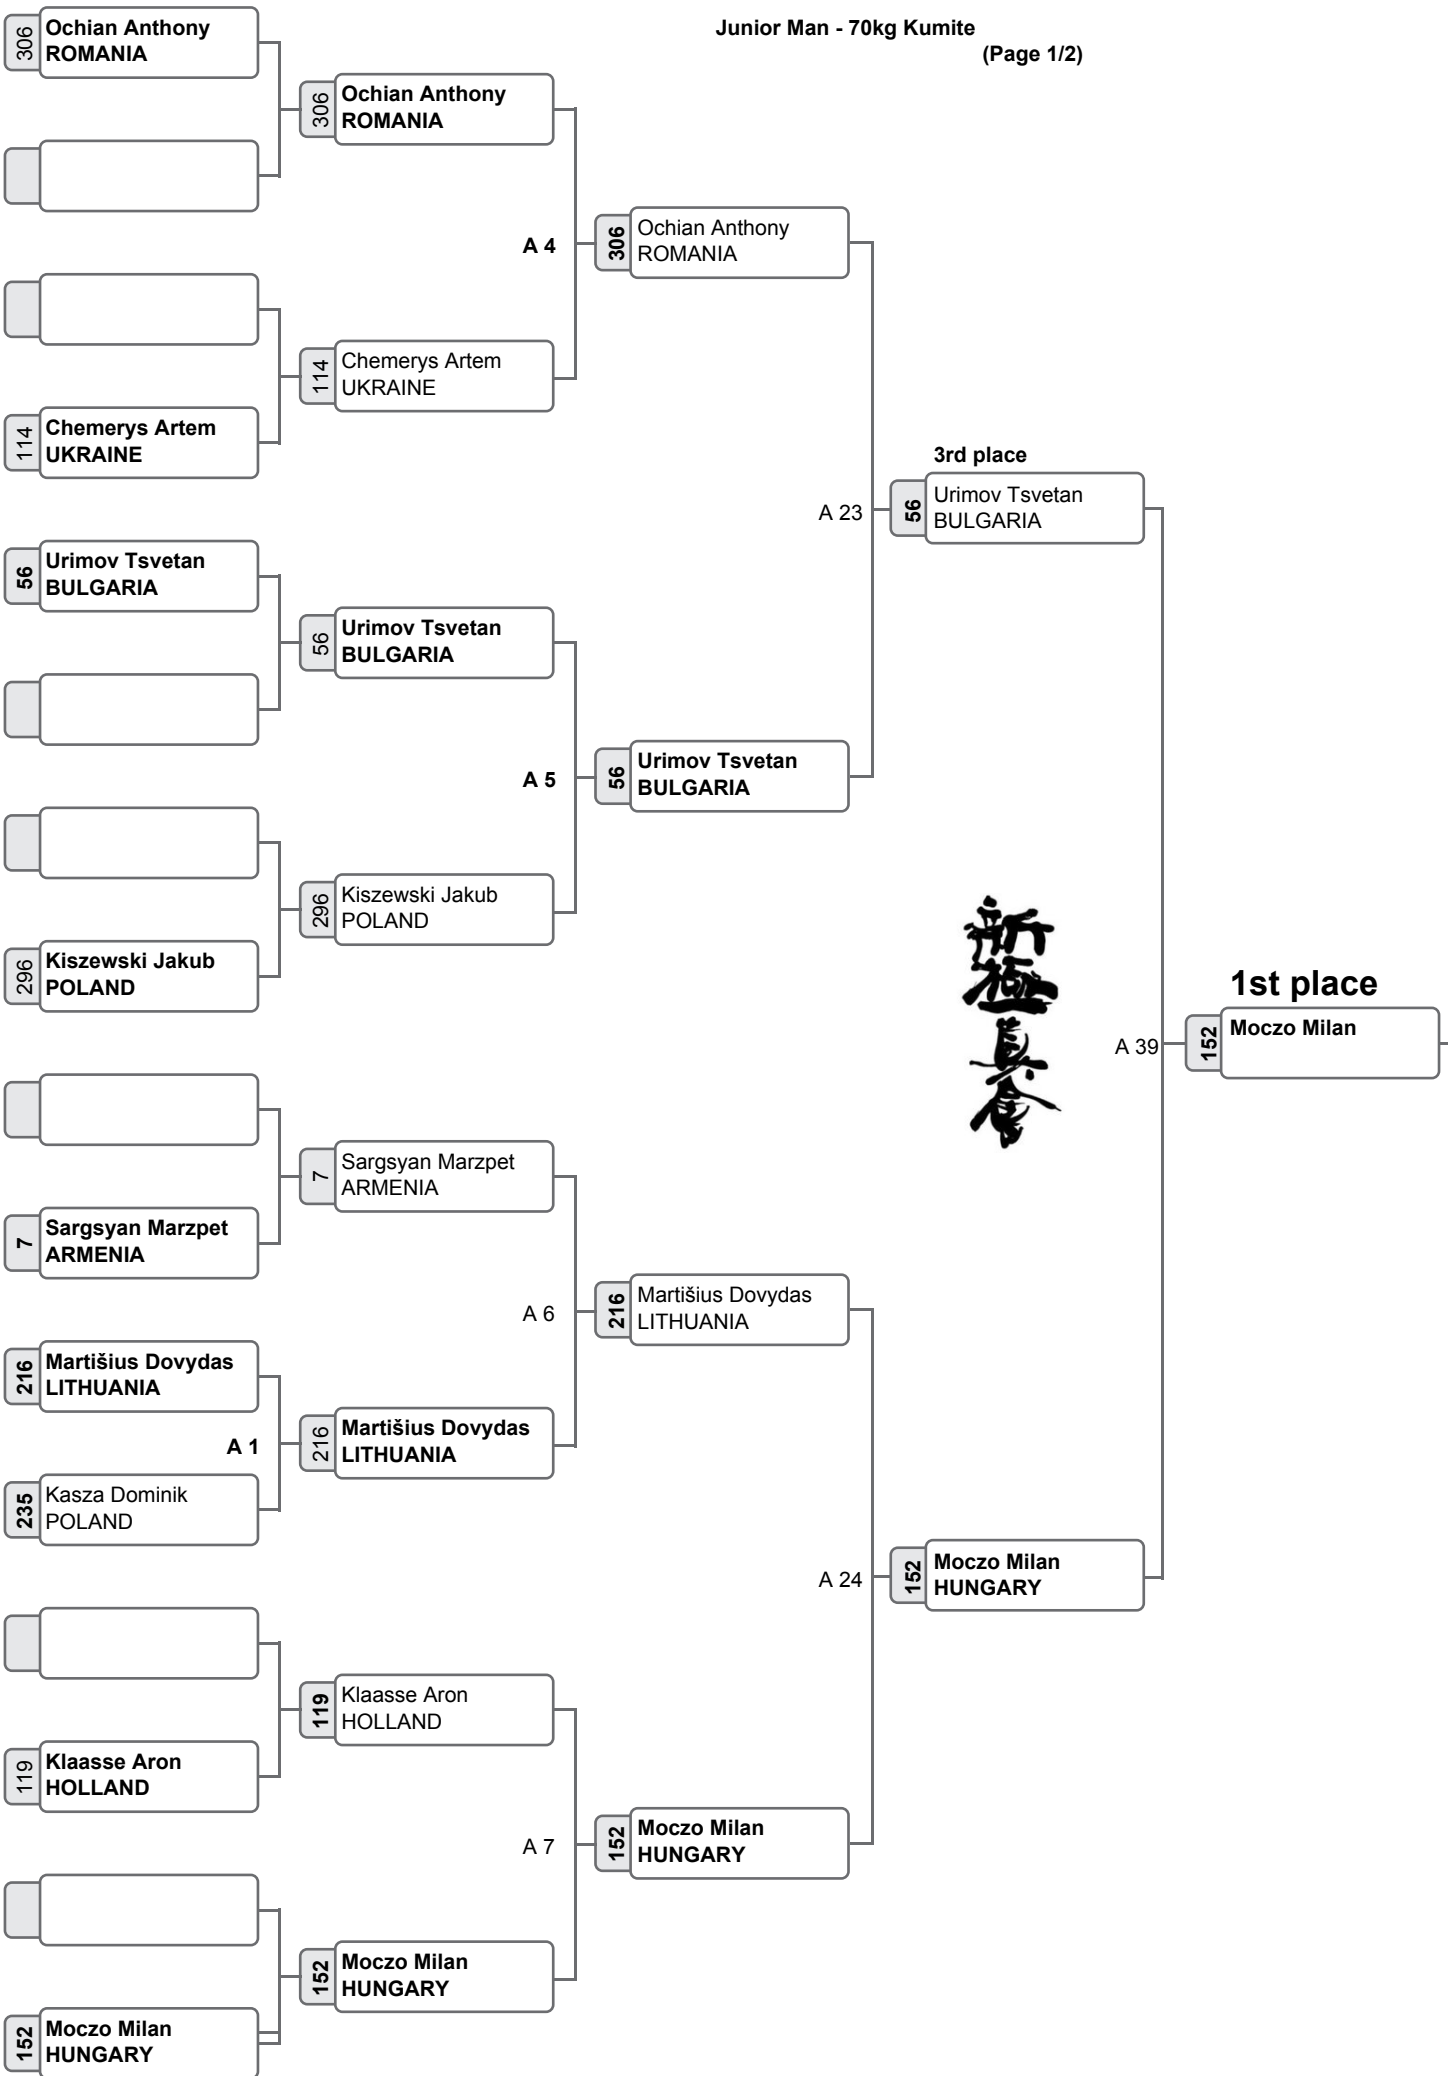 Junior Man - 70kg Kumite
(Page 1/2)
306
Ochian Anthony
ROMANIA
114
Chemerys Artem
UKRAINE
56
Urimov Tsvetan
BULGARIA
296
Kiszewski Jakub
POLAND
7
Sargsyan Marzpet
ARMENIA
216
Martišius Dovydas
LITHUANIA
A 1
235
Kasza Dominik
POLAND
119
Klaasse Aron
HOLLAND
152
Moczo Milan
HUNGARY
306
Ochian Anthony
ROMANIA
A 4
114
Chemerys Artem
UKRAINE
56
Urimov Tsvetan
BULGARIA
A 5
296
Kiszewski Jakub
POLAND
7
Sargsyan Marzpet
ARMENIA
A 6
216
Martišius Dovydas
LITHUANIA
119
Klaasse Aron
HOLLAND
A 7
152
Moczo Milan
HUNGARY
306
Ochian Anthony
ROMANIA
A 23
56
Urimov Tsvetan
BULGARIA
216
Martišius Dovydas
LITHUANIA
A 24
152
Moczo Milan
HUNGARY
3rd place
56
Urimov Tsvetan
BULGARIA
新極真會
A 39
152
Moczo Milan
HUNGARY
1st place
152
Moczo Milan